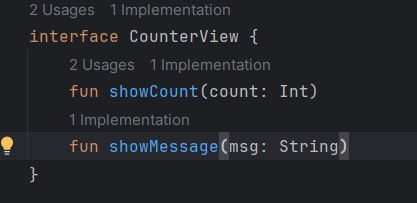 2 Usages 1 Implementation
interface CounterView {
2 Usages 1 Implementation
fun showCount(count: Int)
1 Implementation
fun showMessage(msg: String)
}